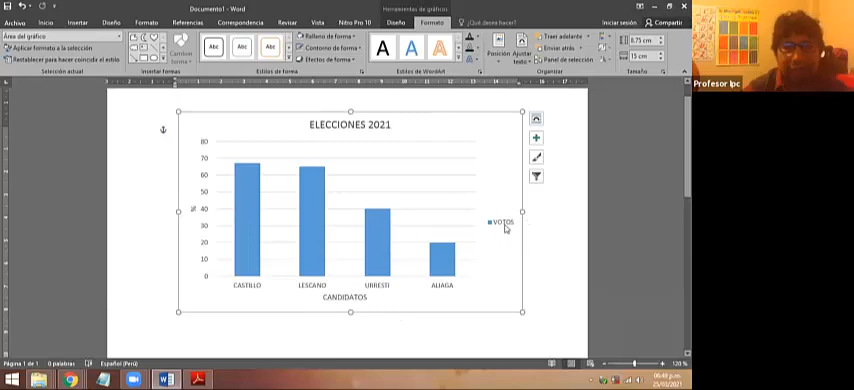 Documento1 - Word
Herramientas de gráficos
Archivo Inicio Insertar Diseño Formato Referencias Correspondencia Revisar Vista Nitro Pro 10 Diseño Formato ¿Qué desea hacer? Iniciar sesión Compartir
Área del gráfico
Aplicar formato a la selección
Restablecer para hacer coincidir el estilo
Selección actual
Cambiar forma
Insertar formas
Abc Abc Abc
Relleno de forma
Contorno de forma
Efectos de forma
Estilos de forma
A A A
Estilos de WordArt
Posición Ajustar texto
Traer adelante
Enviar atrás
Panel de selección
Organizar
8.75 cm
15 cm
Tamaño
Profesor Ipc
ELECCIONES 2021
80
70
60
50
40
30
20
10
0
%
VOTOS
CASTILLO LESCANO URRESTI ALIAGA
CANDIDATOS
Página 1 de 1 0 palabras Español (Perú) 120 %
06:49 p.m.
25/03/2021